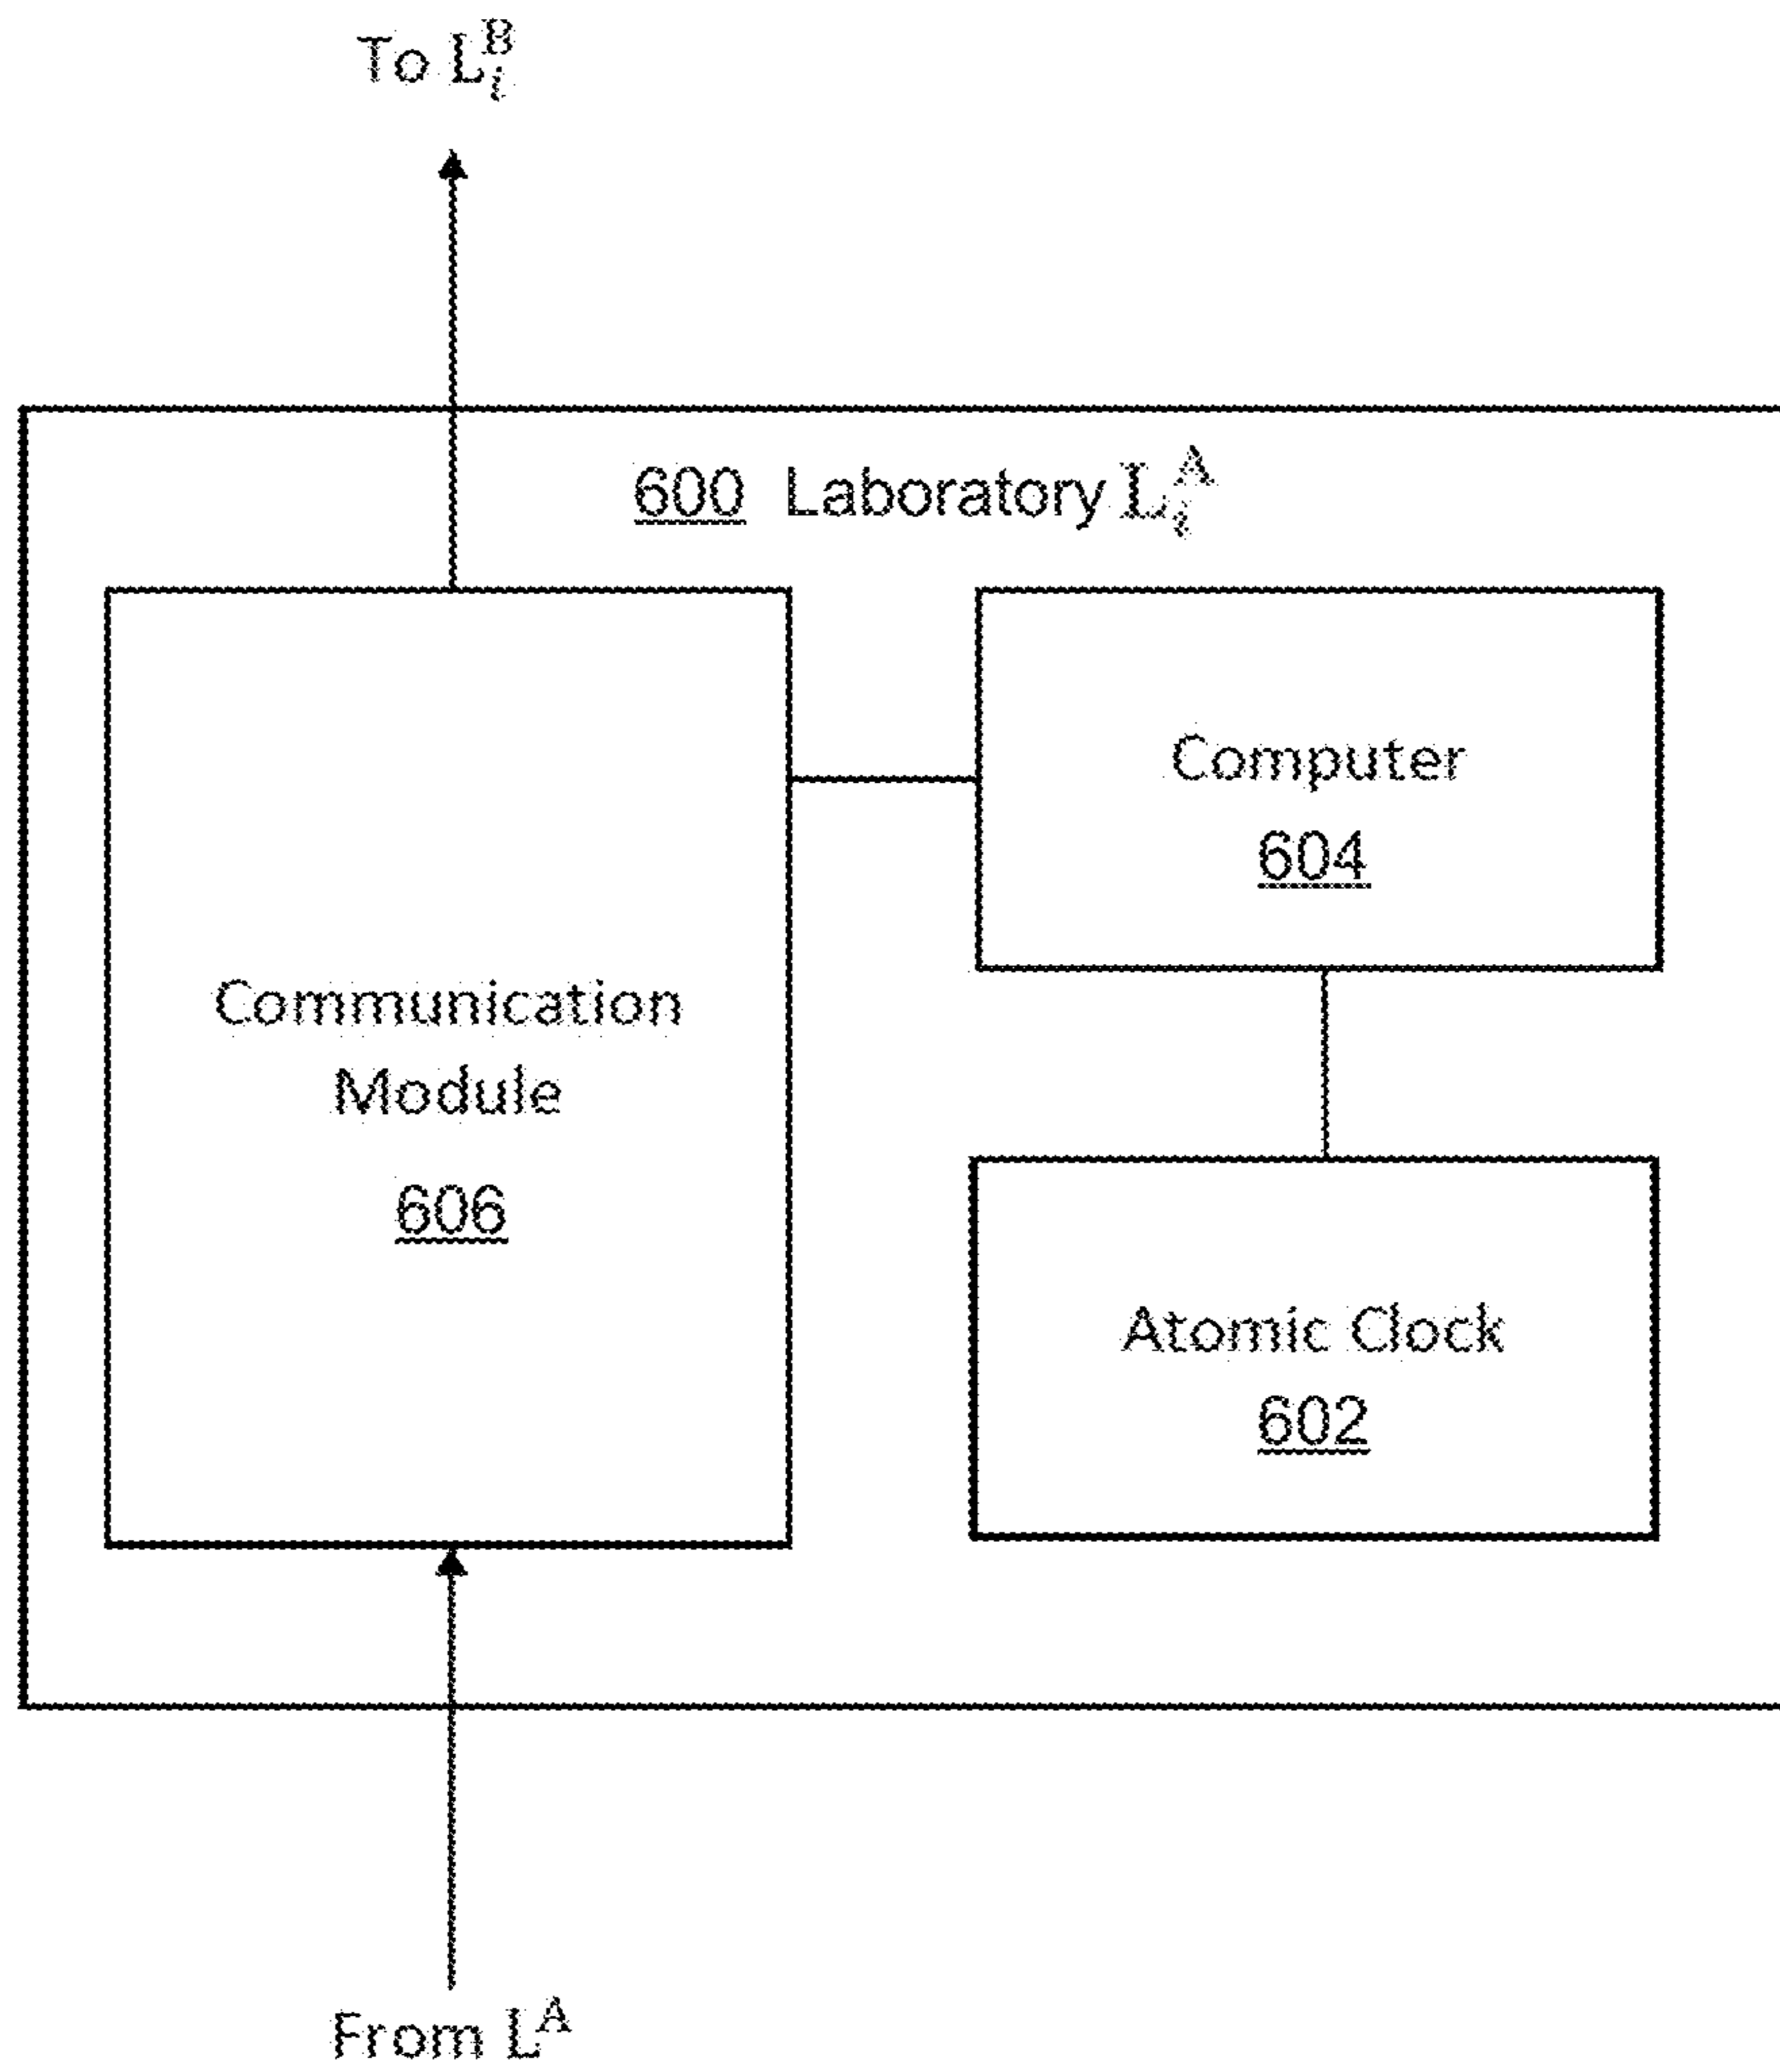 To L_i^B
600 Laboratory L_i^A
Computer
604
Communication
Module
606
Atomic Clock
602
From L^A